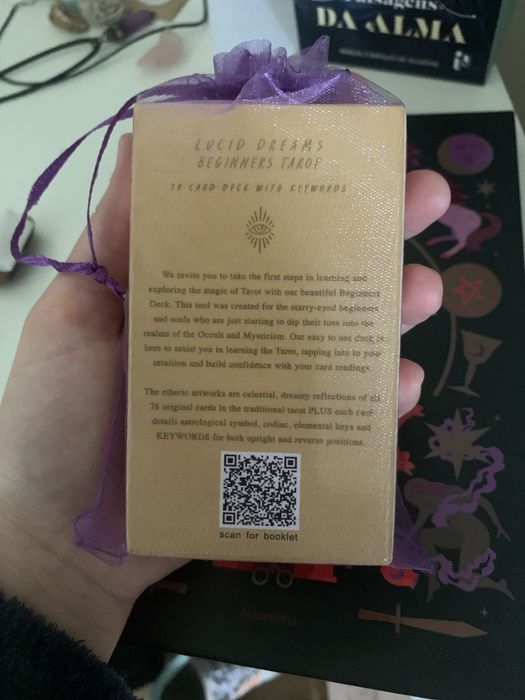 DA ALMA
LUCID DREAMS
BEGINNERS TAROT
78 CARD DECK WITH KEYWORDS
We invite you to take the first steps in learning and
exploring the magic of Tarot with our beautiful Beginners
Deck. This tool was created for the starry-eyed beginners
and souls who are just starting to dip their toes into the
realms of the Occult and Mysticism. Our easy to use deck is
here to assist you in learning the Tarot, tapping into to your
intuition and build confidence with your card readings.
The etheric artworks are celestial, dreamy reflections of all
78 original cards in the traditional tarot PLUS each card
details astrological symbol, zodiac, elemental keys and
KEYWORDS for both upright and reverse positions.
scan for booklet